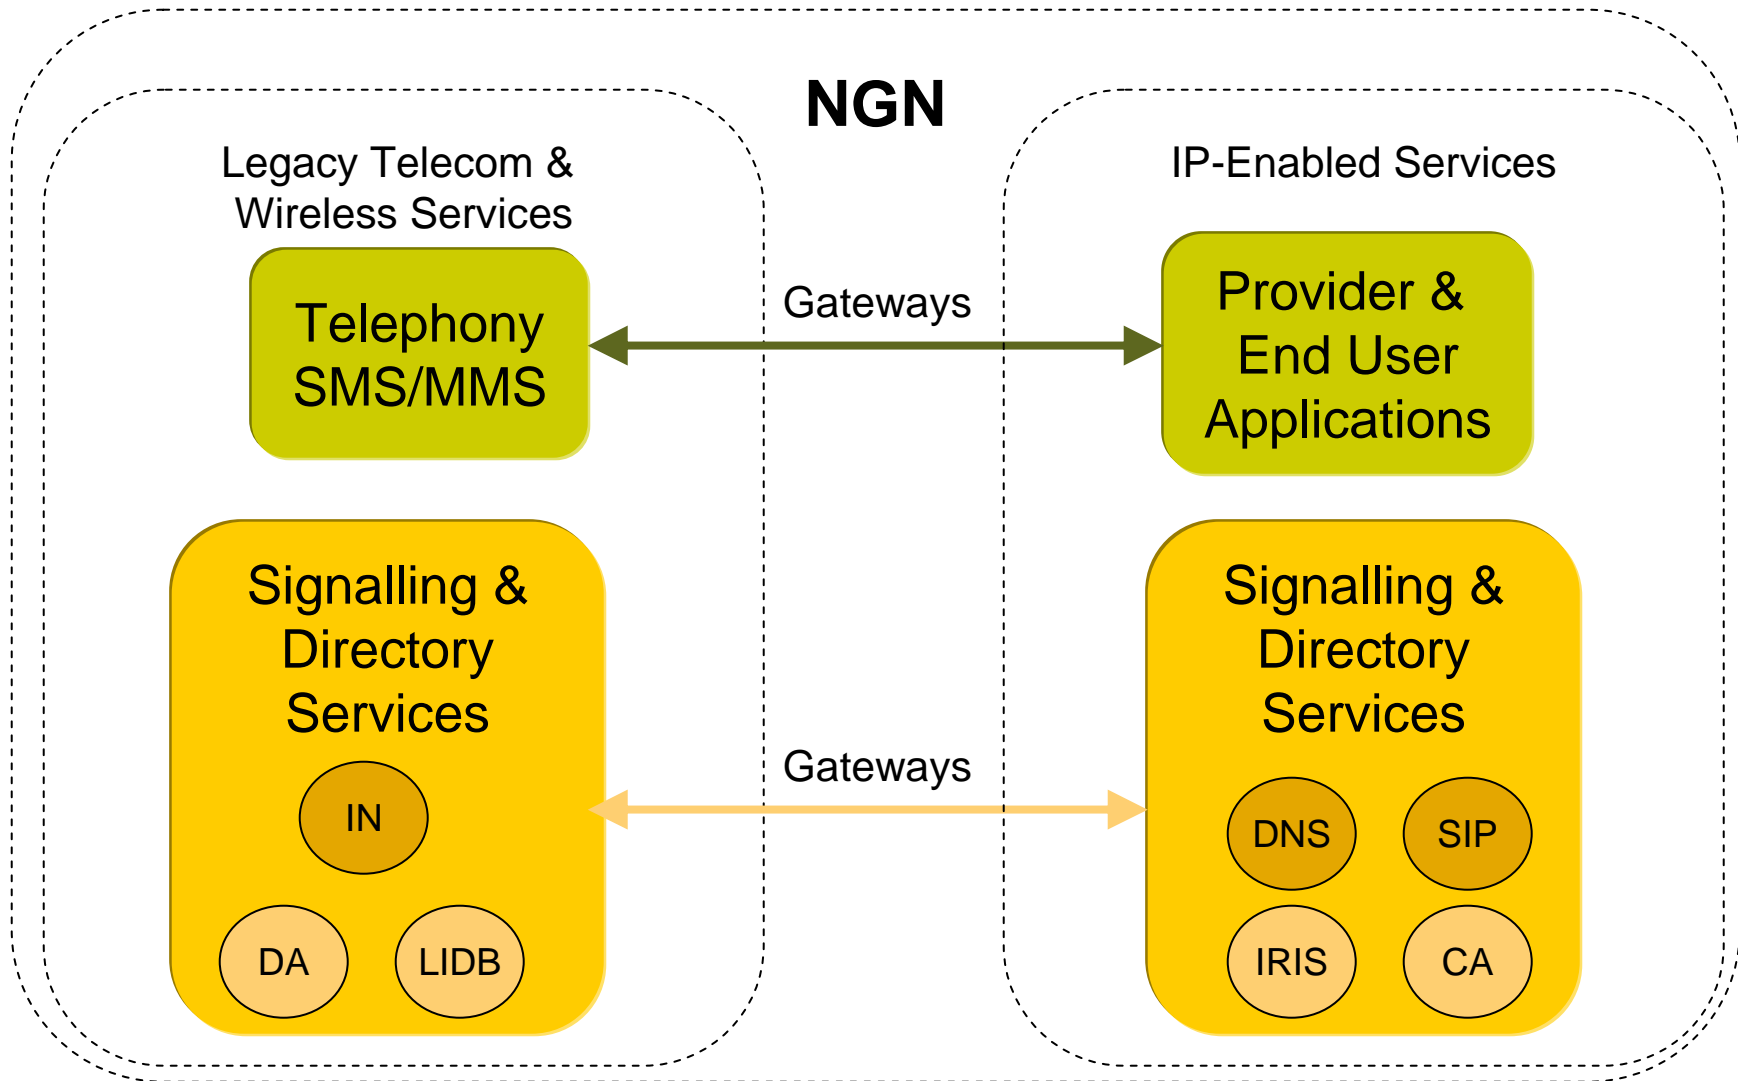 NGN
Legacy Telecom &
Wireless Services
Telephony
SMS/MMS
Signalling &
Directory
Services
IN
DA
LIDB
Gateways
Gateways
IP-Enabled Services
Provider &
End User
Applications
Signalling &
Directory
Services
DNS
SIP
IRIS
CA